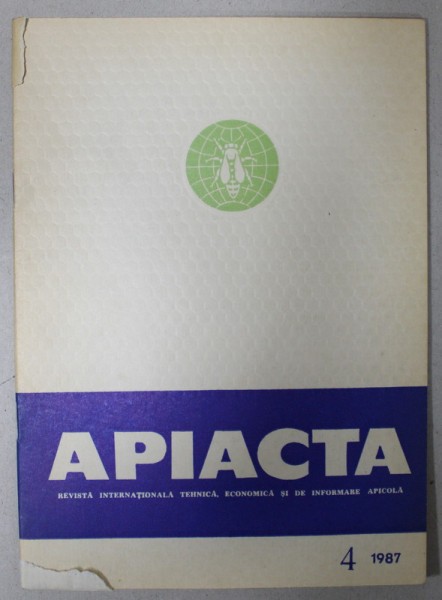 APIACTA
REVISTĂ INTERNAȚIONALĂ TEHNICĂ, ECONOMICĂ ȘI DE INFORMARE APICOLĂ
4 1987